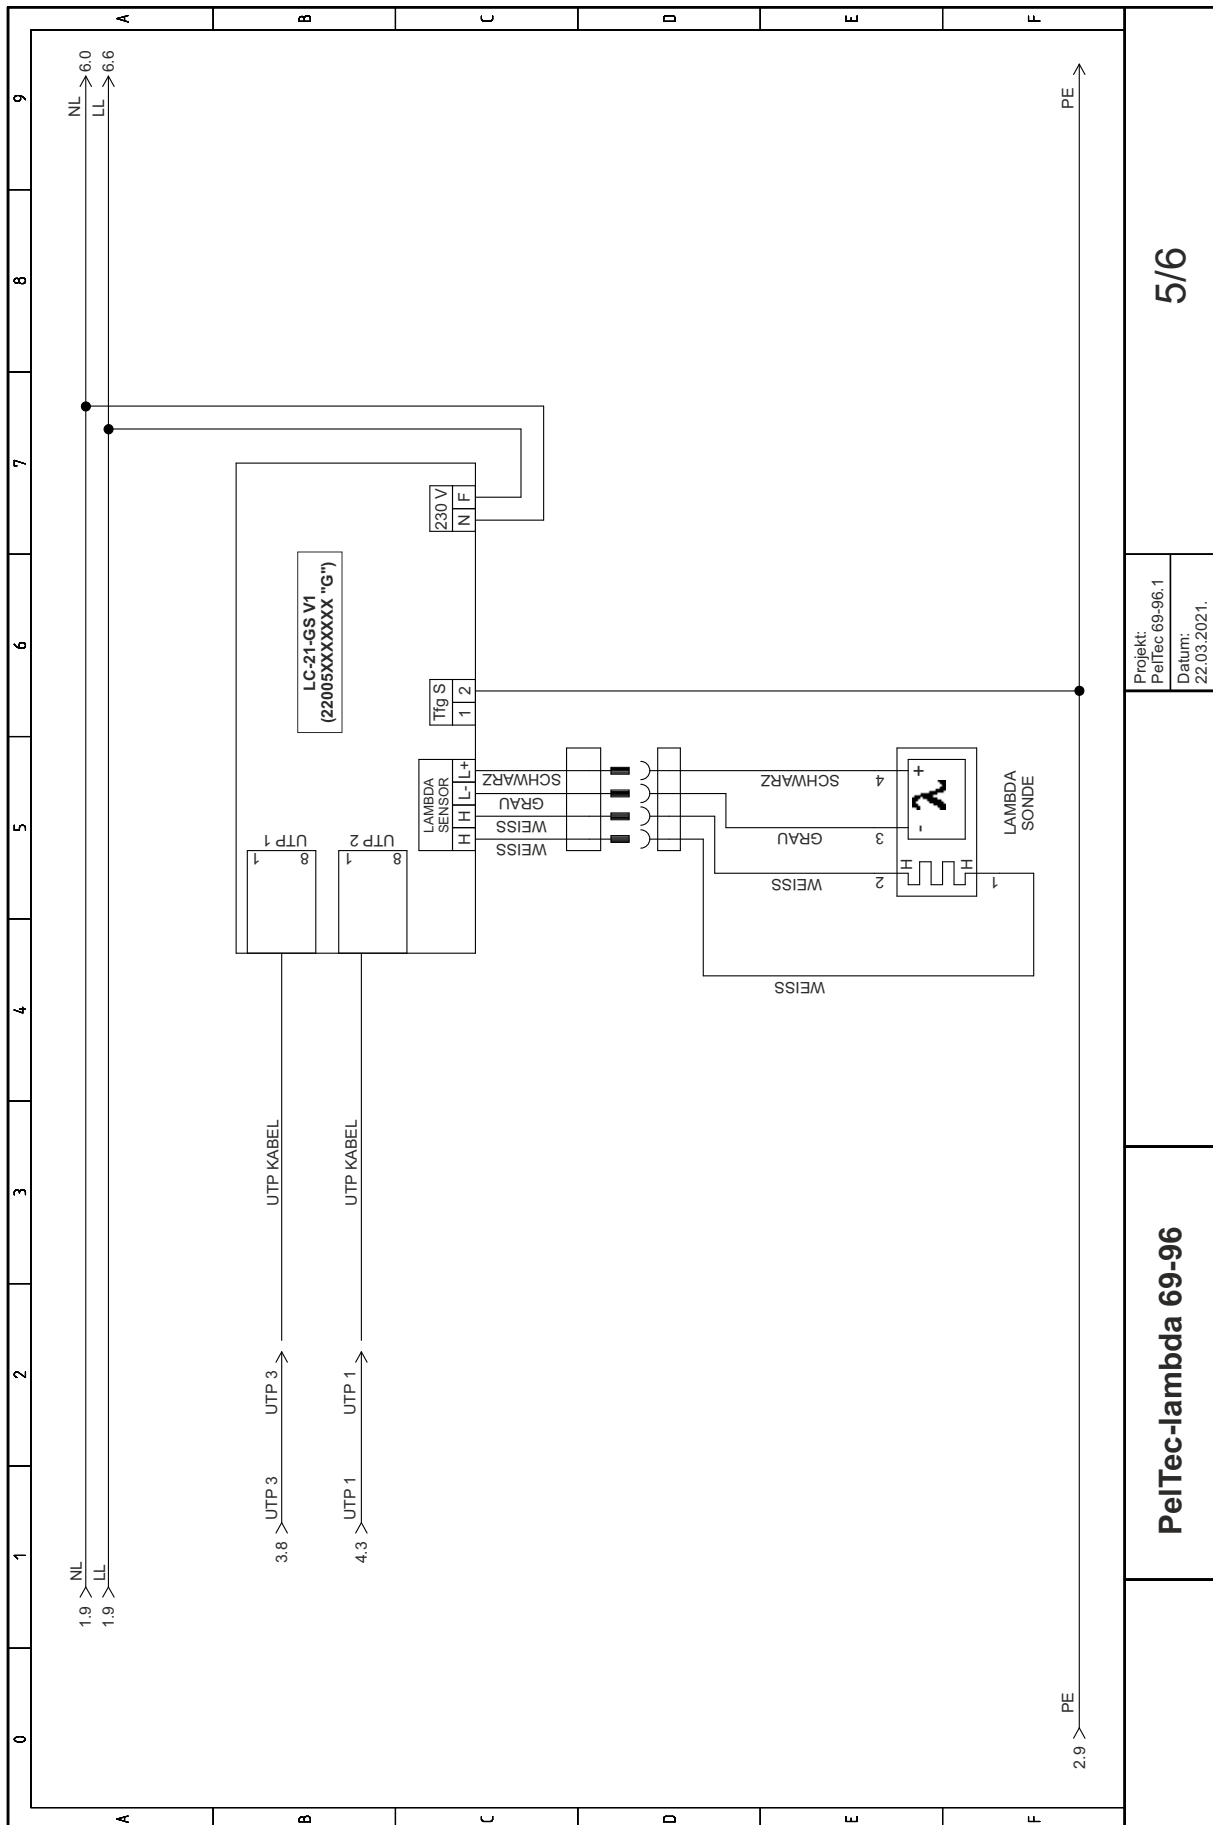 0 1 2 3 4 5 6 7 8 9
A A
1.9 NL NL 6.0
1.9 LL LL 6.6
B B
LC-21-GS V1
(22005XXXXXXX "G")
3.8 UTP 3 UTP 3 UTP KABEL
1 8
UTP 1
4.3 UTP 1 UTP 1 UTP KABEL
1 8
UTP 2
C C
LAMBDA
SENSOR
H H L- L+
Tfg S
1 2
230 V
N F
WEISS
WEISS
GRAU
SCHWARZ
D D
WEISS
WEISS
GRAU
SCHWARZ
E E
2 3 4
H H
- +
λ
1
LAMBDA
SONDE
F F
2.9 PE PE
PelTec-lambda 69-96
Projekt:
PelTec 69-96.1
Datum:
22.03.2021.
5/6